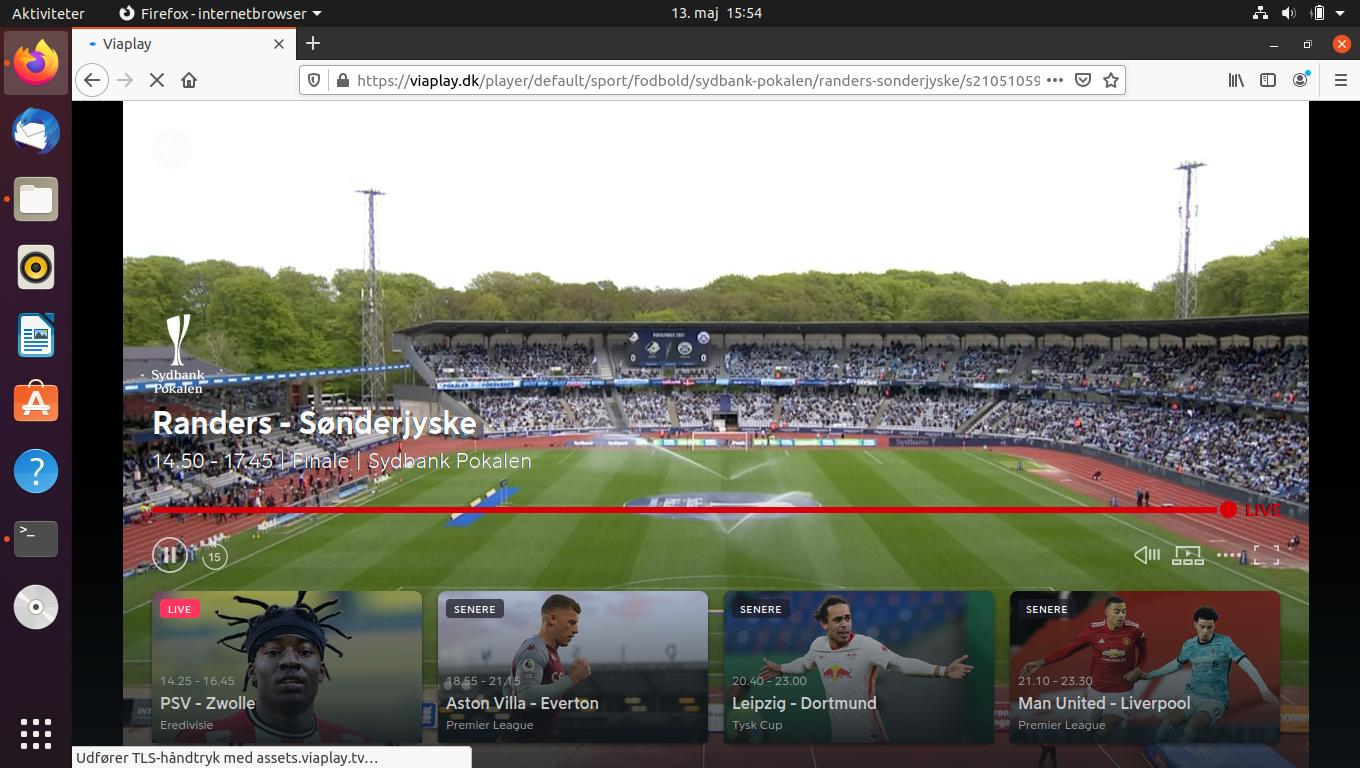 Aktiviteter
Firefox - internetbrowser
13. maj 15:54
Viaplay
https://viaplay.dk/player/default/sport/fodbold/sydbank-pokalen/randers-sonderjyske/s21051059
0 0
Sydbank
Pokalen
Randers - Sønderjyske
14.50 - 17.45 | Finale | Sydbank Pokalen
LIVE
15
LIVE
14.25 - 16.45
PSV - Zwolle
Eredivisie
SENERE
18.55 - 21.15
Aston Villa - Everton
Premier League
SENERE
20.40 - 23.00
Leipzig - Dortmund
Tysk Cup
SENERE
21.10 - 23.30
Man United - Liverpool
Premier League
Udfører TLS-håndtryk med assets.viaplay.tv…